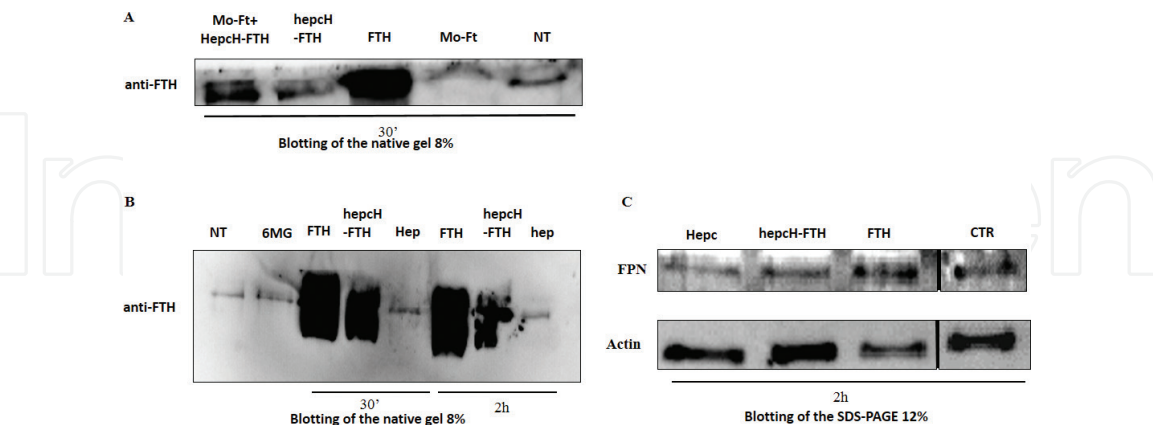 A
Mo-Ft+
HepcH-FTH
hepcH
-FTH
FTH
Mo-Ft
NT
anti-FTH
30’
Blotting of the native gel 8%
B
NT
6MG
FTH
hepcH
-FTH
Hep
FTH
hepcH
-FTH
hep
anti-FTH
30’
2h
Blotting of the native gel 8%
C
Hepc
hepcH-FTH
FTH
CTR
FPN
Actin
2h
Blotting of the SDS-PAGE 12%